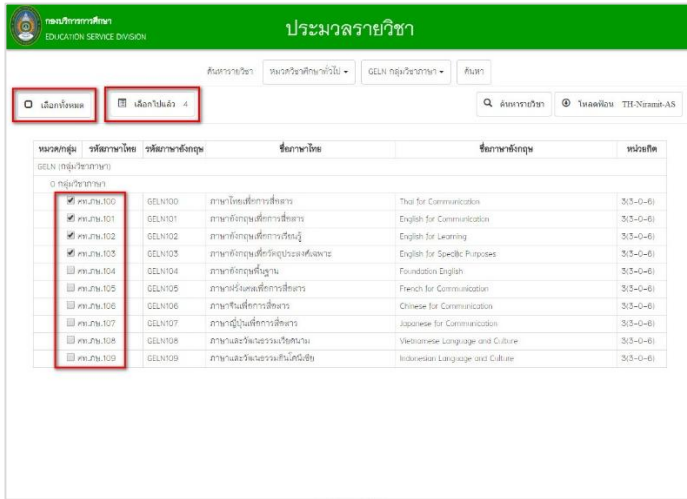 กองบริการการศึกษา
EDUCATION SERVICE DIVISION
ประมวลรายวิชา
ค้นหารายวิชา หมวดวิชาศึกษาทั่วไป GELN กลุ่มวิชาภาษา ค้นหา
เลือกทั้งหมด เลือกไปแล้ว 4 ค้นหารายวิชา โหลดฟ้อน TH-Niramit-AS
หมวด/กลุ่ม รหัสภาษาไทย รหัสภาษาอังกฤษ ชื่อภาษาไทย ชื่อภาษาอังกฤษ หน่วยกิต
GELN (กลุ่มวิชาภาษา)
0 กลุ่มวิชาภาษา
ศท.ภษ.100 GELN100 ภาษาไทยเพื่อการสื่อสาร Thai for Communication 3(3-0-6)
ศท.ภษ.101 GELN101 ภาษาอังกฤษเพื่อการสื่อสาร English for Communication 3(3-0-6)
ศท.ภษ.102 GELN102 ภาษาอังกฤษเพื่อการเรียนรู้ English for Learning 3(3-0-6)
ศท.ภษ.103 GELN103 ภาษาอังกฤษเพื่อวัตถุประสงค์เฉพาะ English for Specific Purposes 3(3-0-6)
ศท.ภษ.104 GELN104 ภาษาอังกฤษพื้นฐาน Foundation English 3(3-0-6)
ศท.ภษ.105 GELN105 ภาษาฝรั่งเศสเพื่อการสื่อสาร French for Communication 3(3-0-6)
ศท.ภษ.106 GELN106 ภาษาจีนเพื่อการสื่อสาร Chinese for Communication 3(3-0-6)
ศท.ภษ.107 GELN107 ภาษาญี่ปุ่นเพื่อการสื่อสาร Japanese for Communication 3(3-0-6)
ศท.ภษ.108 GELN108 ภาษาและวัฒนธรรมเวียดนาม Vietnamese Language and Culture 3(3-0-6)
ศท.ภษ.109 GELN109 ภาษาและวัฒนธรรมอินโดนีเซีย Indonesian Language and Culture 3(3-0-6)